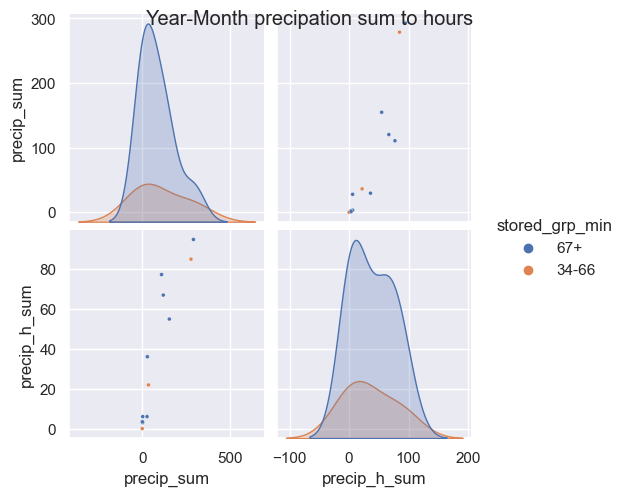 Year-Month precipation sum to hours
300
200
100
0
precip_sum
80
60
40
20
0
precip_h_sum
0
500
precip_sum
−100
0
100
200
precip_h_sum
stored_grp_min
67+
34-66